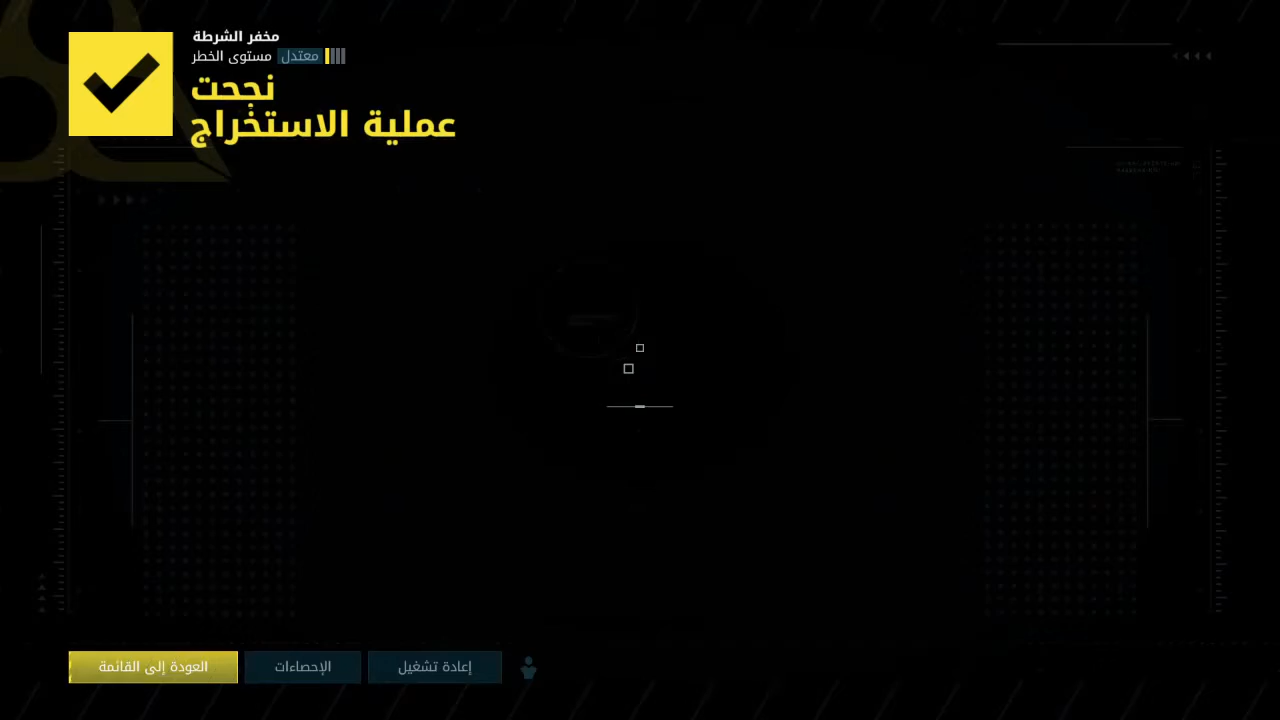 مخفر الشرطة
مستوى الخطر معتدل
نجحت
عملية الاستخراج
العودة إلى القائمة
الإحصاءات
إعادة تشغيل